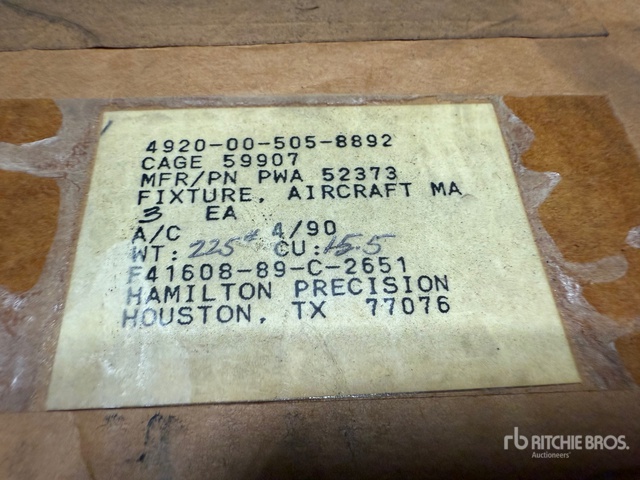 4920-00-505-8892
CAGE 59907
MFR/PN PWA 52373
FIXTURE, AIRCRAFT MA
3 EA
A/C 4/90
WT: 225# CU: 15.5
F41608-89-C-2651
HAMILTON PRECISION
HOUSTON, TX 77076
rb RITCHIE BROS.
Auctioneers